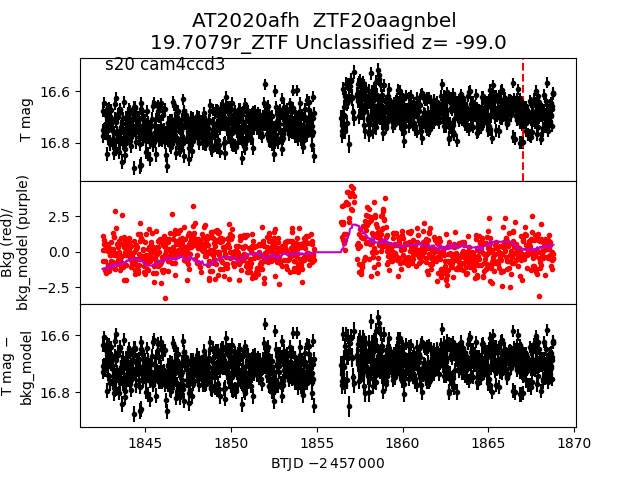 AT2020afh  ZTF20aagnbel
19.7079r_ZTF Unclassified z= -99.0
s20 cam4ccd3
T mag
16.6
16.8
Bkg (red)/
bkg_model (purple)
2.5
0.0
−2.5
T mag −
bkg_model
16.6
16.8
1845
1850
1855
1860
1865
1870
BTJD −2 457 000